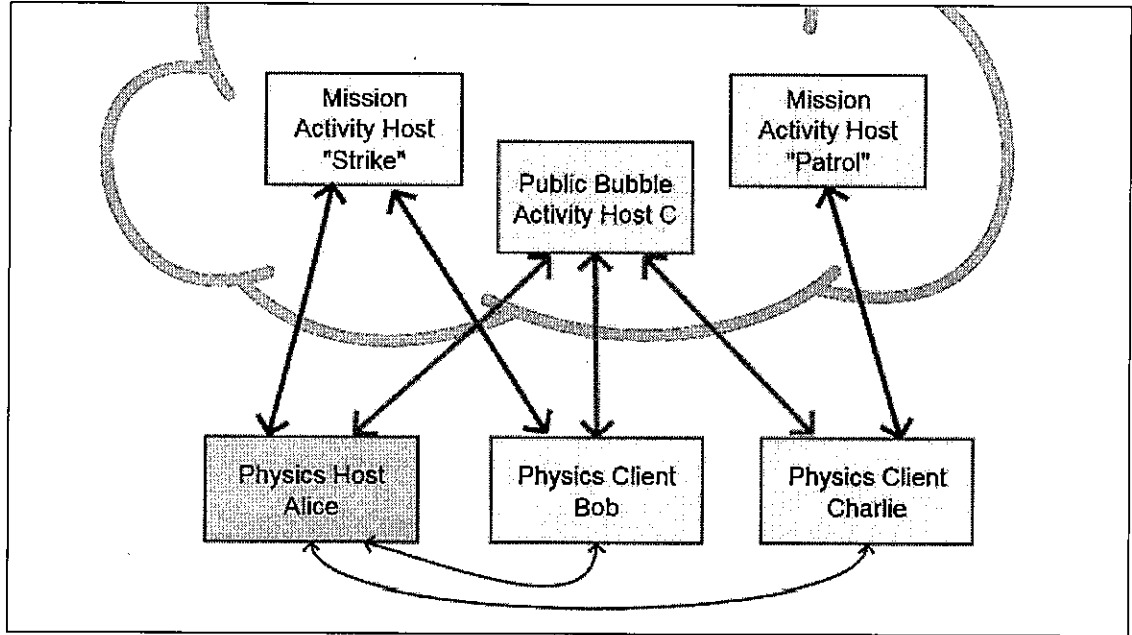 Mission
Activity Host
"Strike"
Mission
Activity Host
"Patrol"
Public Bubble
Activity Host C
Physics Host
Alice
Physics Client
Bob
Physics Client
Charlie